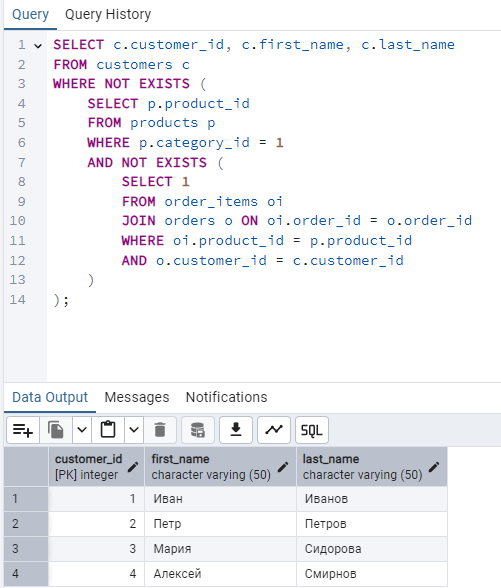 Query Query History
1 SELECT c.customer_id, c.first_name, c.last_name
2 FROM customers c
3 WHERE NOT EXISTS (
4 SELECT p.product_id
5 FROM products p
6 WHERE p.category_id = 1
7 AND NOT EXISTS (
8 SELECT 1
9 FROM order_items oi
10 JOIN orders o ON oi.order_id = o.order_id
11 WHERE oi.product_id = p.product_id
12 AND o.customer_id = c.customer_id
13 )
14 );
Data Output Messages Notifications
SQL
customer_id first_name last_name
[PK] integer character varying (50) character varying (50)
1 1 Иван Иванов
2 2 Петр Петров
3 3 Мария Сидорова
4 4 Алексей Смирнов